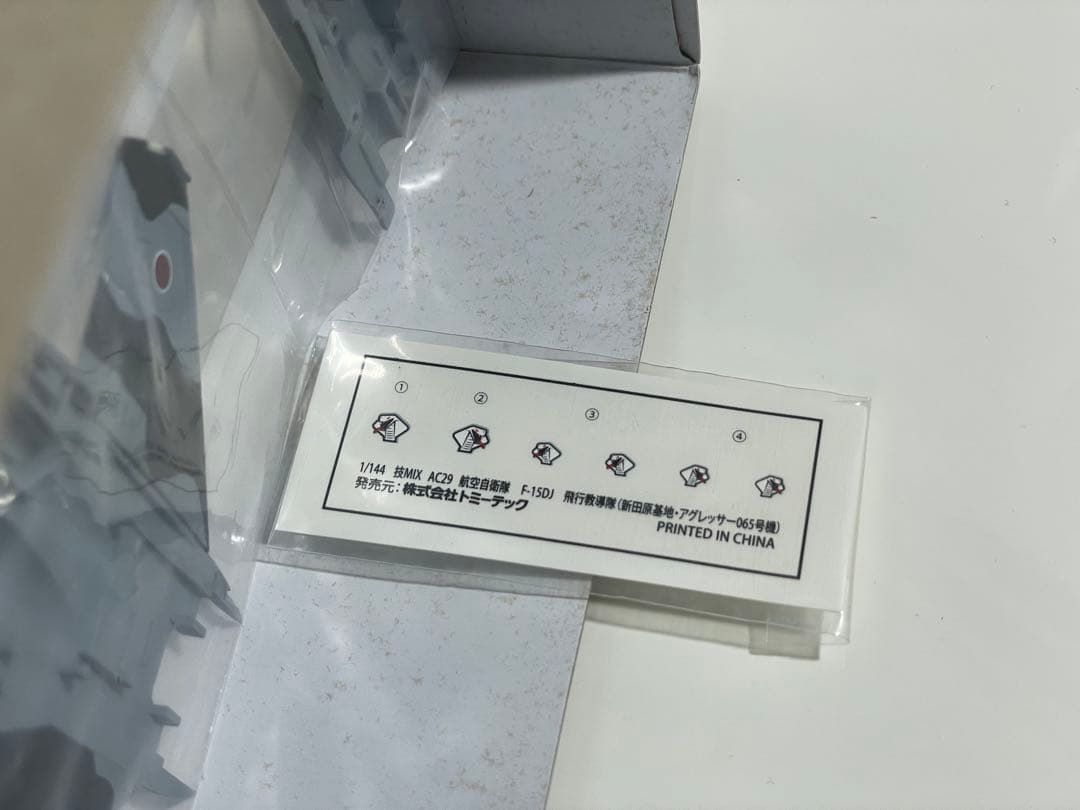 ① ② ③ ④
1/144 技MIX AC29 航空自衛隊 F-15DJ 飛行教導隊(新田原基地・アグレッサー065号機)
発売元：株式会社トミーテック
PRINTED IN CHINA